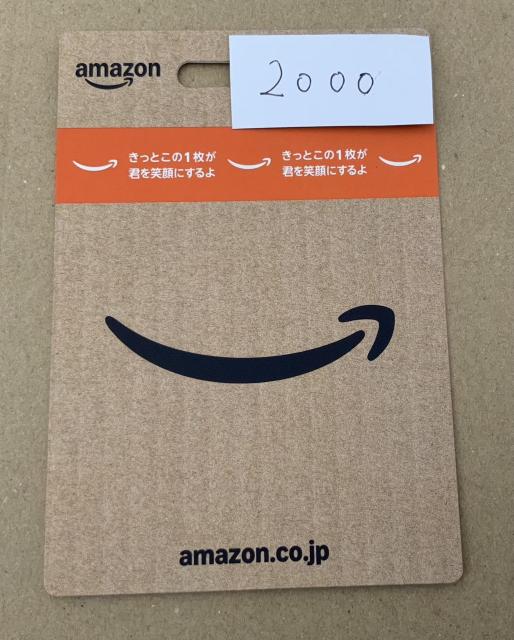 amazon
2000
きっとこの1枚が
君を笑顔にするよ
きっとこの1枚が
君を笑顔にするよ
amazon.co.jp